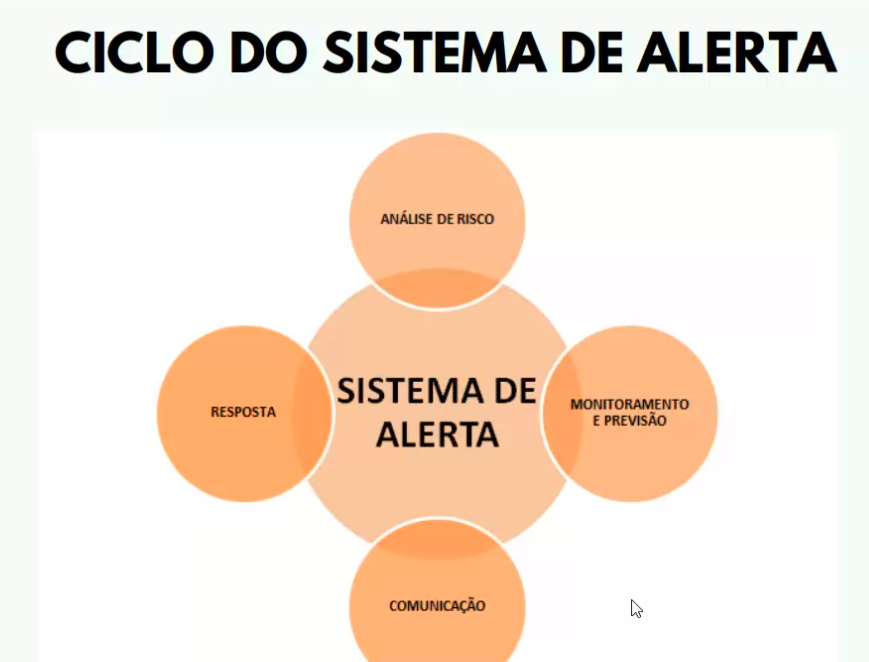 CICLO DO SISTEMA DE ALERTA
ANÁLISE DE RISCO
SISTEMA DE
ALERTA
MONITORAMENTO
E PREVISÃO
RESPOSTA
COMUNICAÇÃO